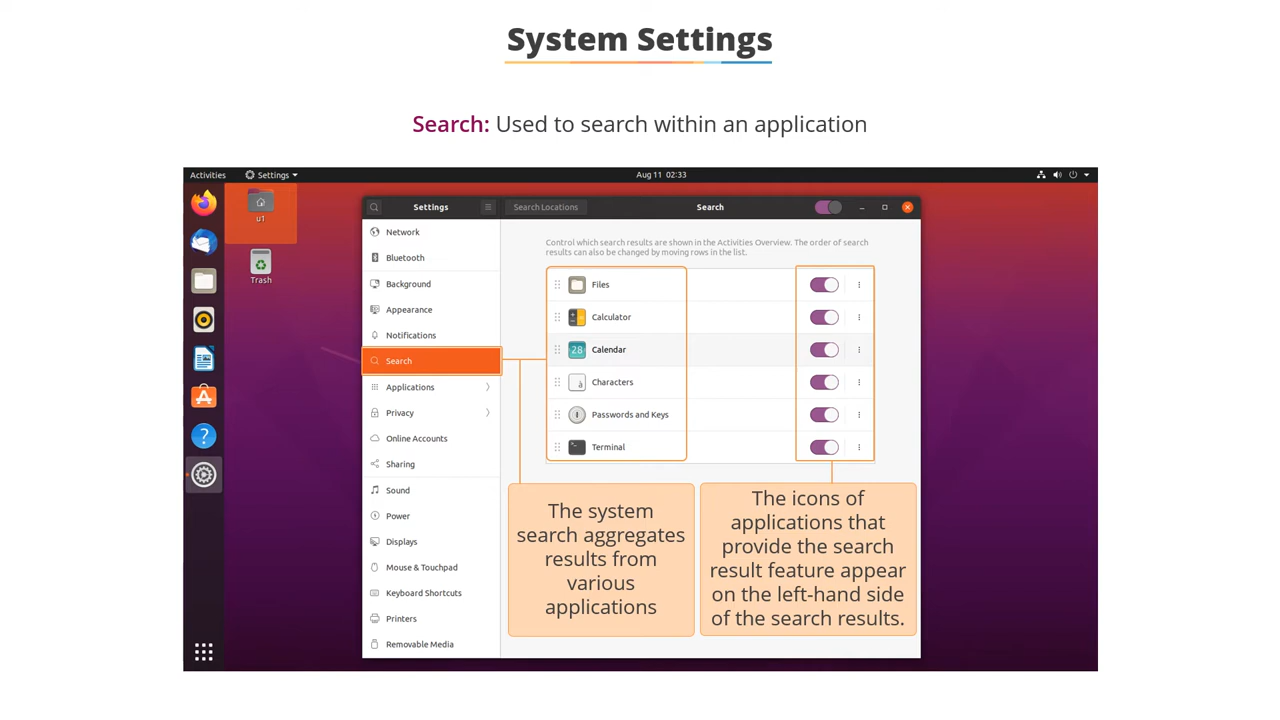 System Settings
Search: Used to search within an application
Activities
Settings
Aug 11 02:33
u1
Trash
Settings
Search Locations
Search
Network
Bluetooth
Background
Appearance
Notifications
Search
Applications
Privacy
Online Accounts
Sharing
Sound
Power
Displays
Mouse & Touchpad
Keyboard Shortcuts
Printers
Removable Media
Control which search results are shown in the Activities Overview. The order of search
results can also be changed by moving rows in the list.
Files
Calculator
28 Calendar
Characters
Passwords and Keys
Terminal
The system
search aggregates
results from
various
applications
The icons of
applications that
provide the search
result feature appear
on the left-hand side
of the search results.